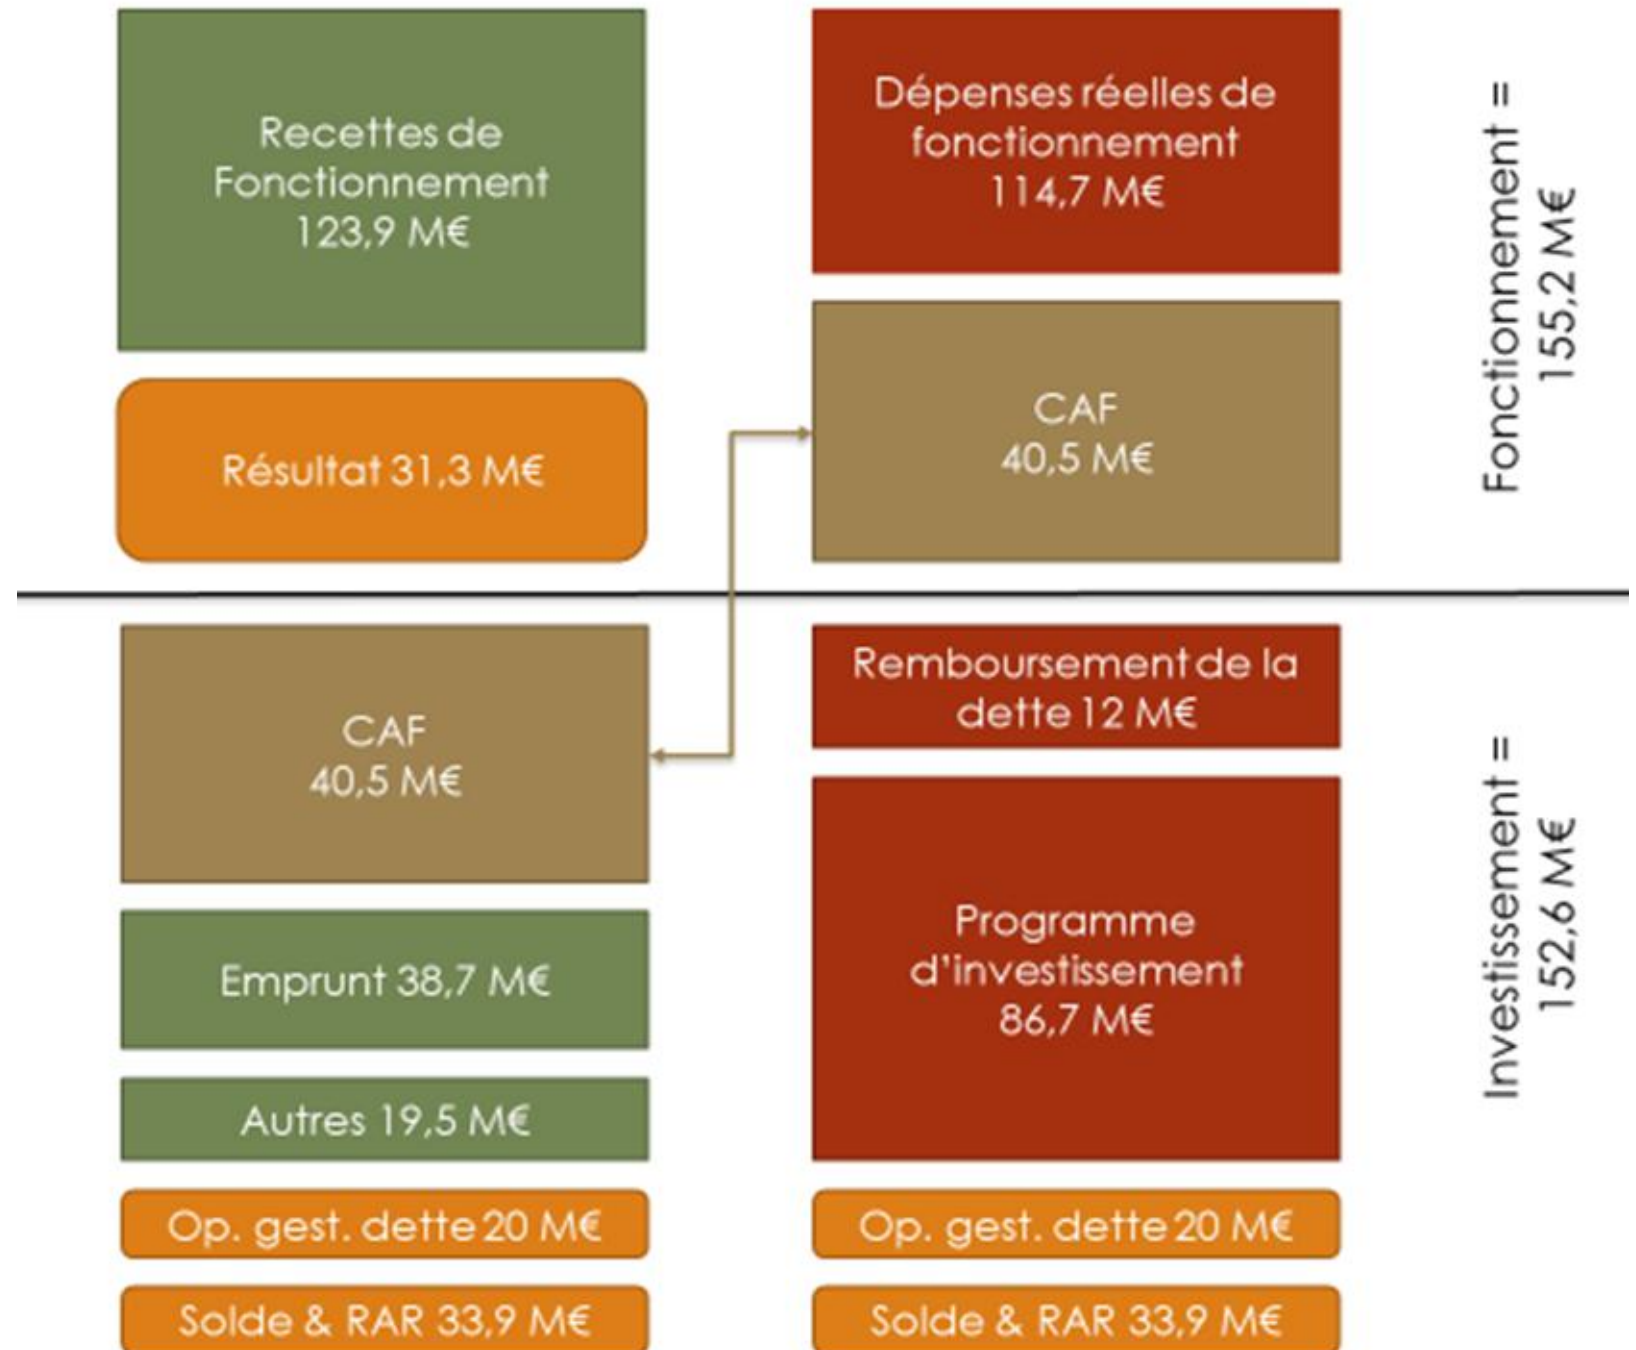 Recettes de
Fonctionnement
123,9 M€
Résultat 31,3 M€
Dépenses réelles de
fonctionnement
114,7 M€
CAF
40,5 M€
Fonctionnement =
155,2 M€
CAF
40,5 M€
Emprunt 38,7 M€
Autres 19,5 M€
Op. gest. dette 20 M€
Solde & RAR 33,9 M€
Remboursement de la
dette 12 M€
Programme
d'investissement
86,7 M€
Op. gest. dette 20 M€
Solde & RAR 33,9 M€
Investissement =
152,6 M€